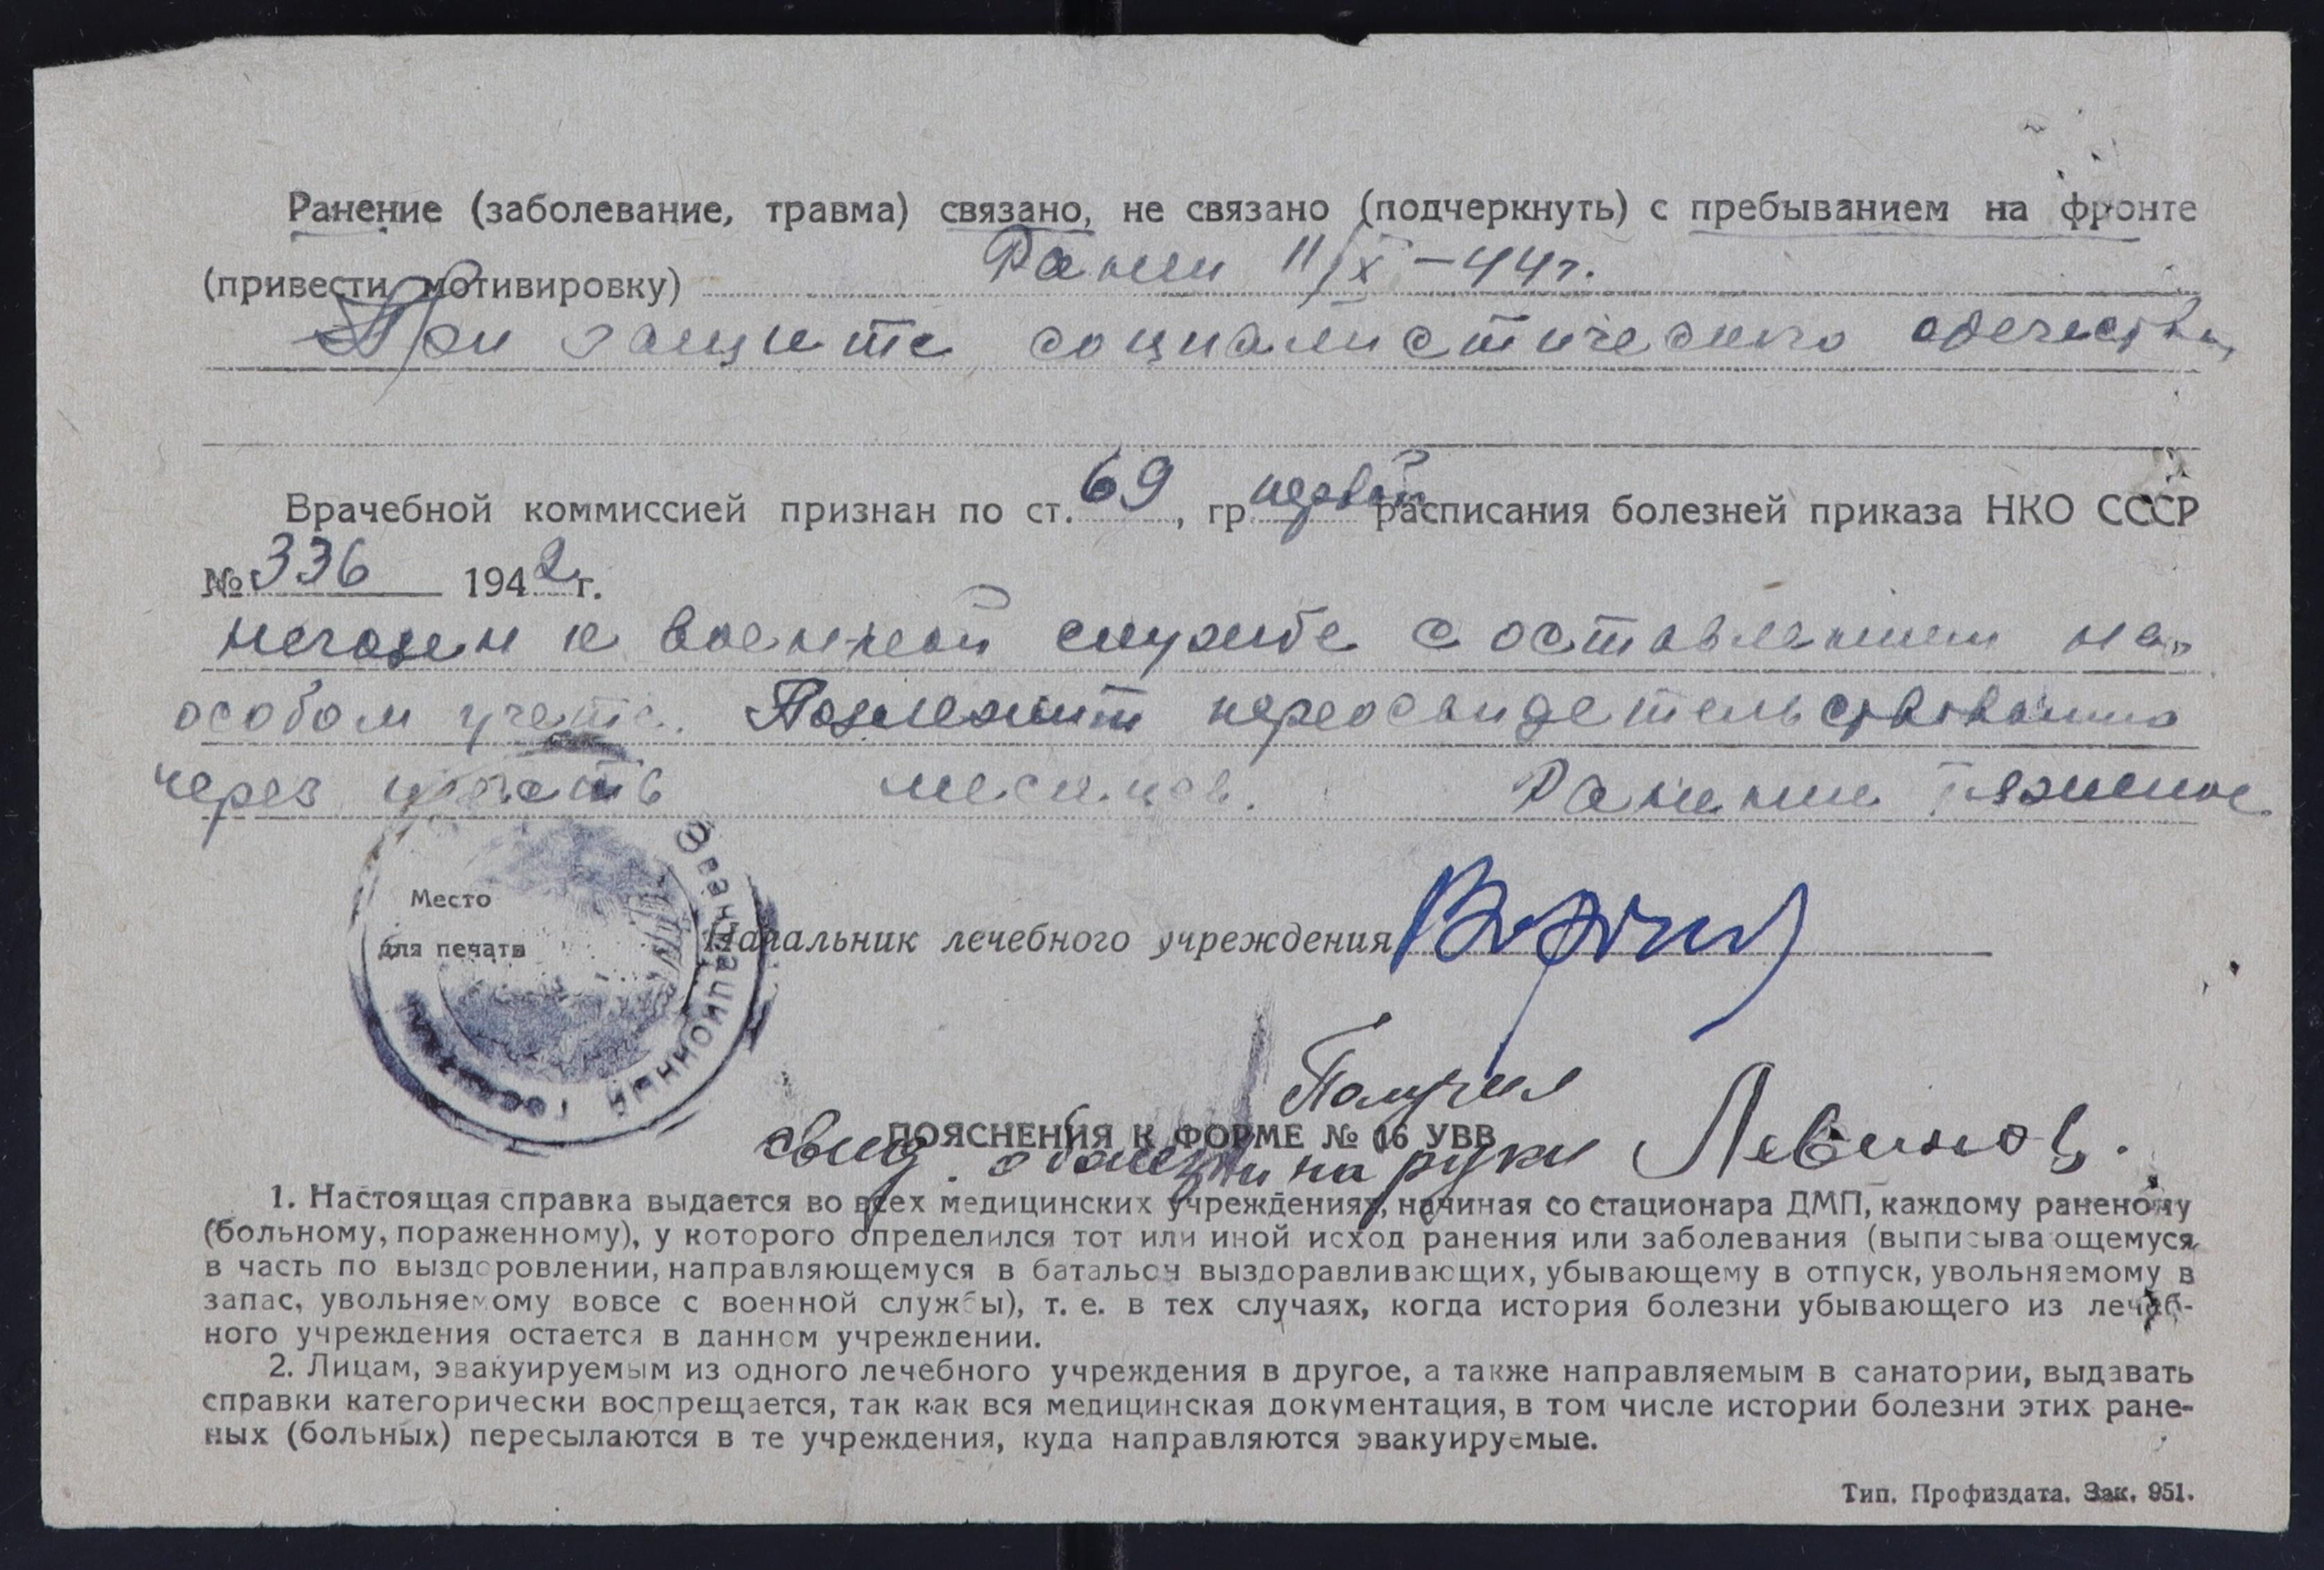 Ранение (заболевание, травма) связано, не связано (подчеркнуть) с пребыванием на фронте
(привести мотивировку) Ранен 11/IX-44г.
При защите социалистического отечества
Врачебной коммиссией признан по ст. 69, гр первой расписания болезней приказа НКО СССР
№ 336 1942 г.
негоден к военной службе с оставлением на
особом учете. Подлежит переосвидетельствованию
через шесть месяцев. Ранение тяжелое
Место
для печати
Эвакуационный госпиталь
Начальник лечебного учреждения
Получил
свид. о болезни на руки Левинов.
ПОЯСНЕНИЯ К ФОРМЕ № 16 УВВ
1. Настоящая справка выдается во всех медицинских учреждениях, начиная со стационара ДМП, каждому раненому
(больному, пораженному), у которого определился тот или иной исход ранения или заболевания (выписывающемуся
в часть по выздоровлении, направляющемуся в батальон выздоравливающих, убывающему в отпуск, увольняемому в
запас, увольняемому вовсе с военной службы), т. е. в тех случаях, когда история болезни убывающего из лечеб-
ного учреждения остается в данном учреждении.
2. Лицам, эвакуируемым из одного лечебного учреждения в другое, а также направляемым в санатории, выдавать
справки категорически воспрещается, так как вся медицинская документация, в том числе истории болезни этих ране-
ных (больных) пересылаются в те учреждения, куда направляются эвакуируемые.
Тип. Профиздата. Зак. 951.